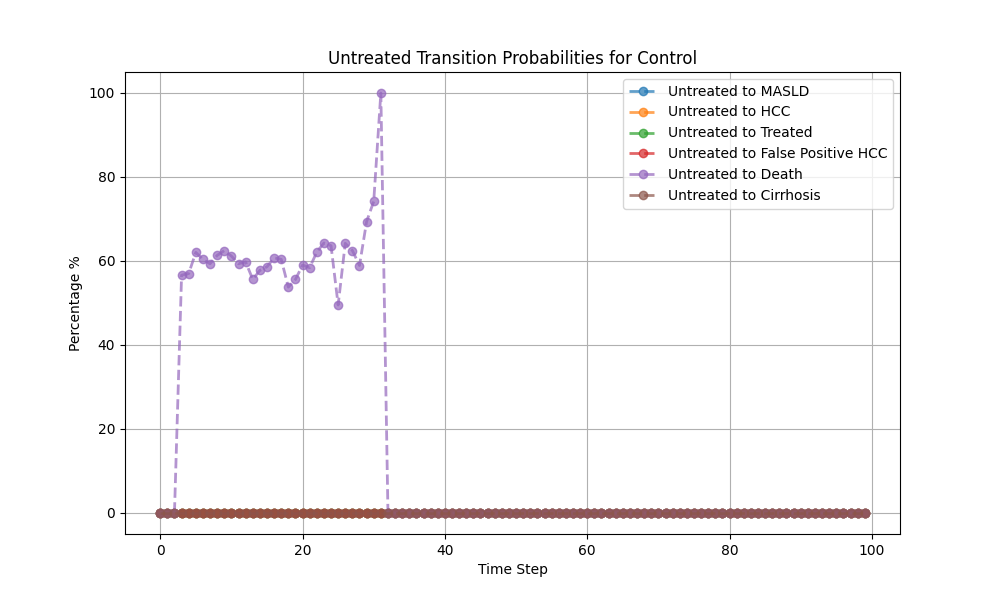 Untreated Transition Probabilities for Control
Untreated to MASLD
Untreated to HCC
Untreated to Treated
Untreated to False Positive HCC
Untreated to Death
Untreated to Cirrhosis
Percentage %
100
80
60
40
20
0
0 20 40 60 80 100
Time Step